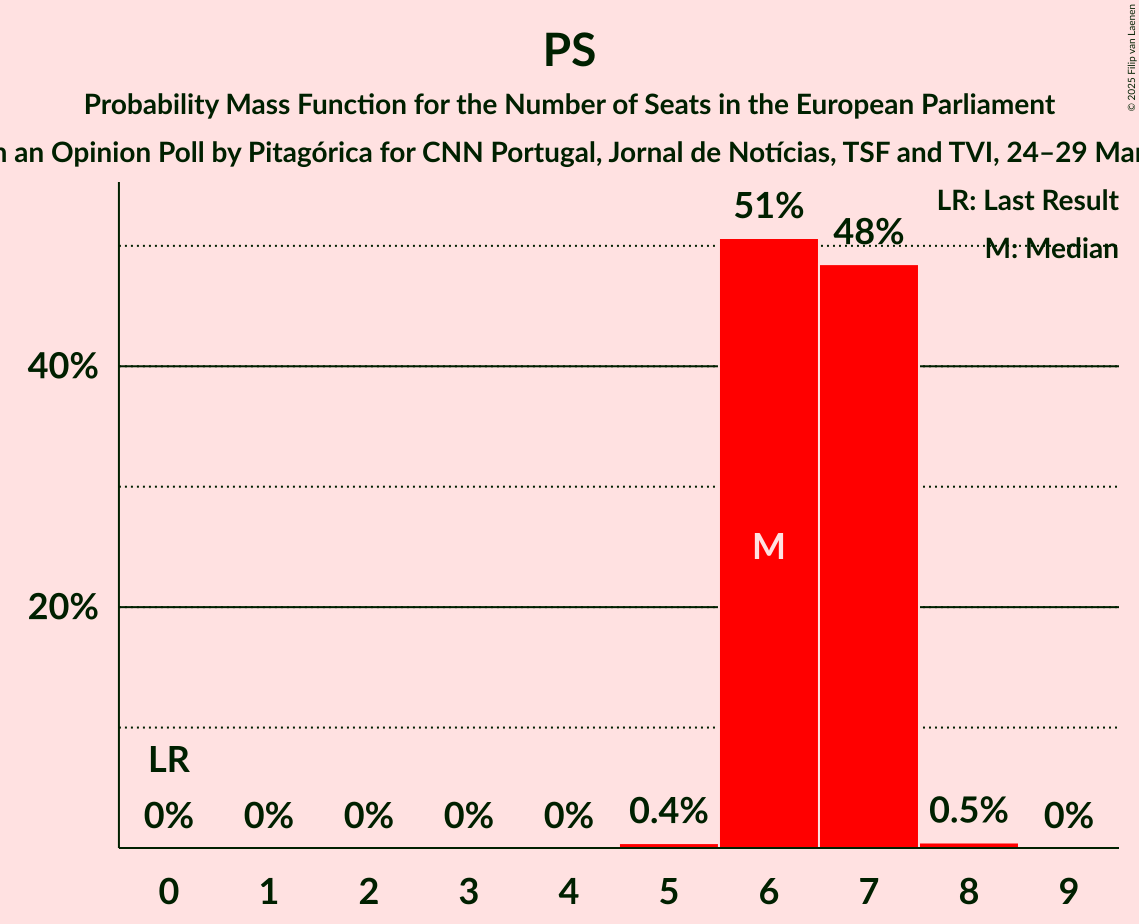 PS
Probability Mass Function for the Number of Seats in the European Parliament
an Opinion Poll by Pitagórica for CNN Portugal, Jornal de Notícias, TSF and TVI, 24–29
© 2025 Filip van Laenen
LR: Last Result
M: Median
51%
48%
40%
20%
M
LR
0%
0%
0%
0%
0%
0.4%
0.5%
0%
0
1
2
3
4
5
6
7
8
9